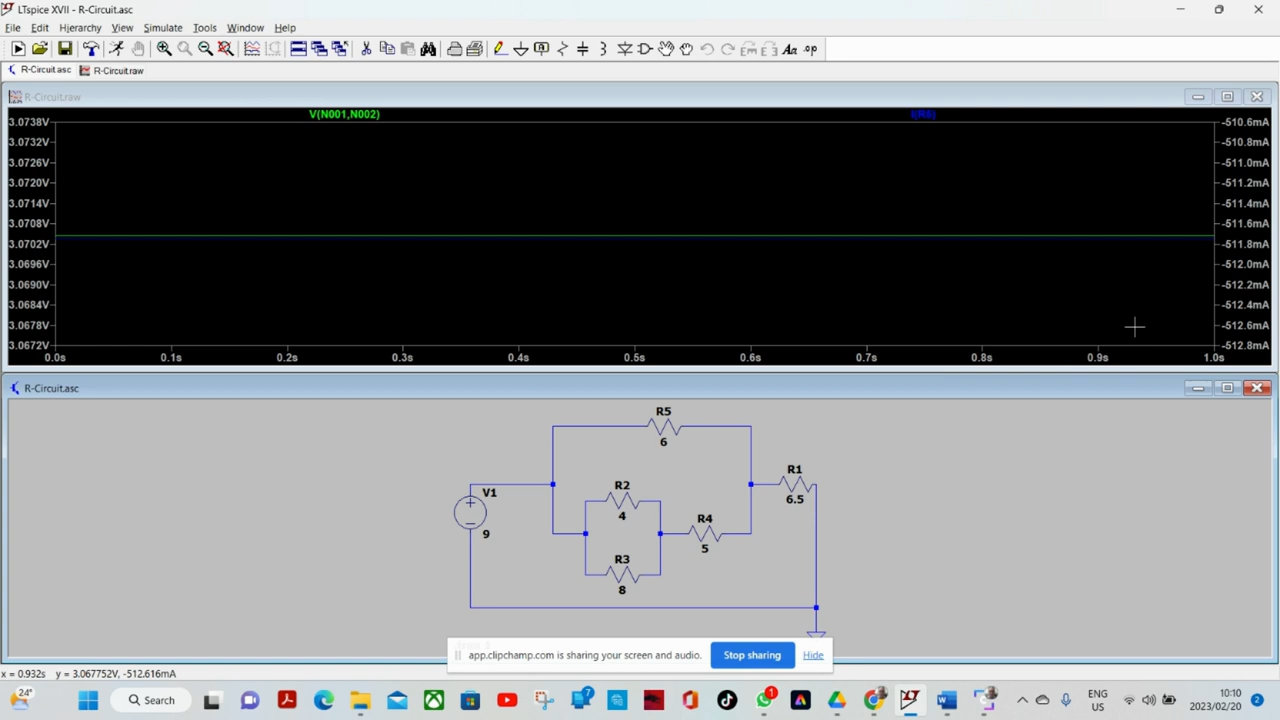 LTspice XVII - R-Circuit.asc
File Edit Hierarchy View Simulate Tools Window Help
R-Circuit.asc R-Circuit.raw
R-Circuit.raw
V(N001,N002) I(R5)
3.0738V -510.6mA
3.0732V -510.8mA
3.0726V -511.0mA
3.0720V -511.2mA
3.0714V -511.4mA
3.0708V -511.6mA
3.0702V -511.8mA
3.0696V -512.0mA
3.0690V -512.2mA
3.0684V -512.4mA
3.0678V -512.6mA
3.0672V -512.8mA
0.0s 0.1s 0.2s 0.3s 0.4s 0.5s 0.6s 0.7s 0.8s 0.9s 1.0s
R-Circuit.asc
R5
6
R1
6.5
R2
4
V1
9
R4
5
R3
8
app.clipchamp.com is sharing your screen and audio. Stop sharing Hide
x = 0.932s y = 3.067752V, -512.616mA
24°
Search
7
1
ENG
US
10:10
2023/02/20
2